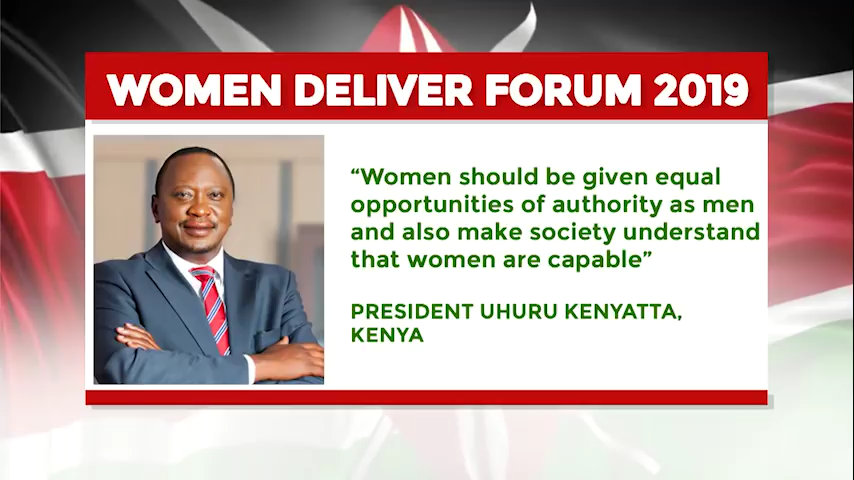 WOMEN DELIVER FORUM 2019
“Women should be given equal
opportunities of authority as men
and also make society understand
that women are capable”
PRESIDENT UHURU KENYATTA,
KENYA